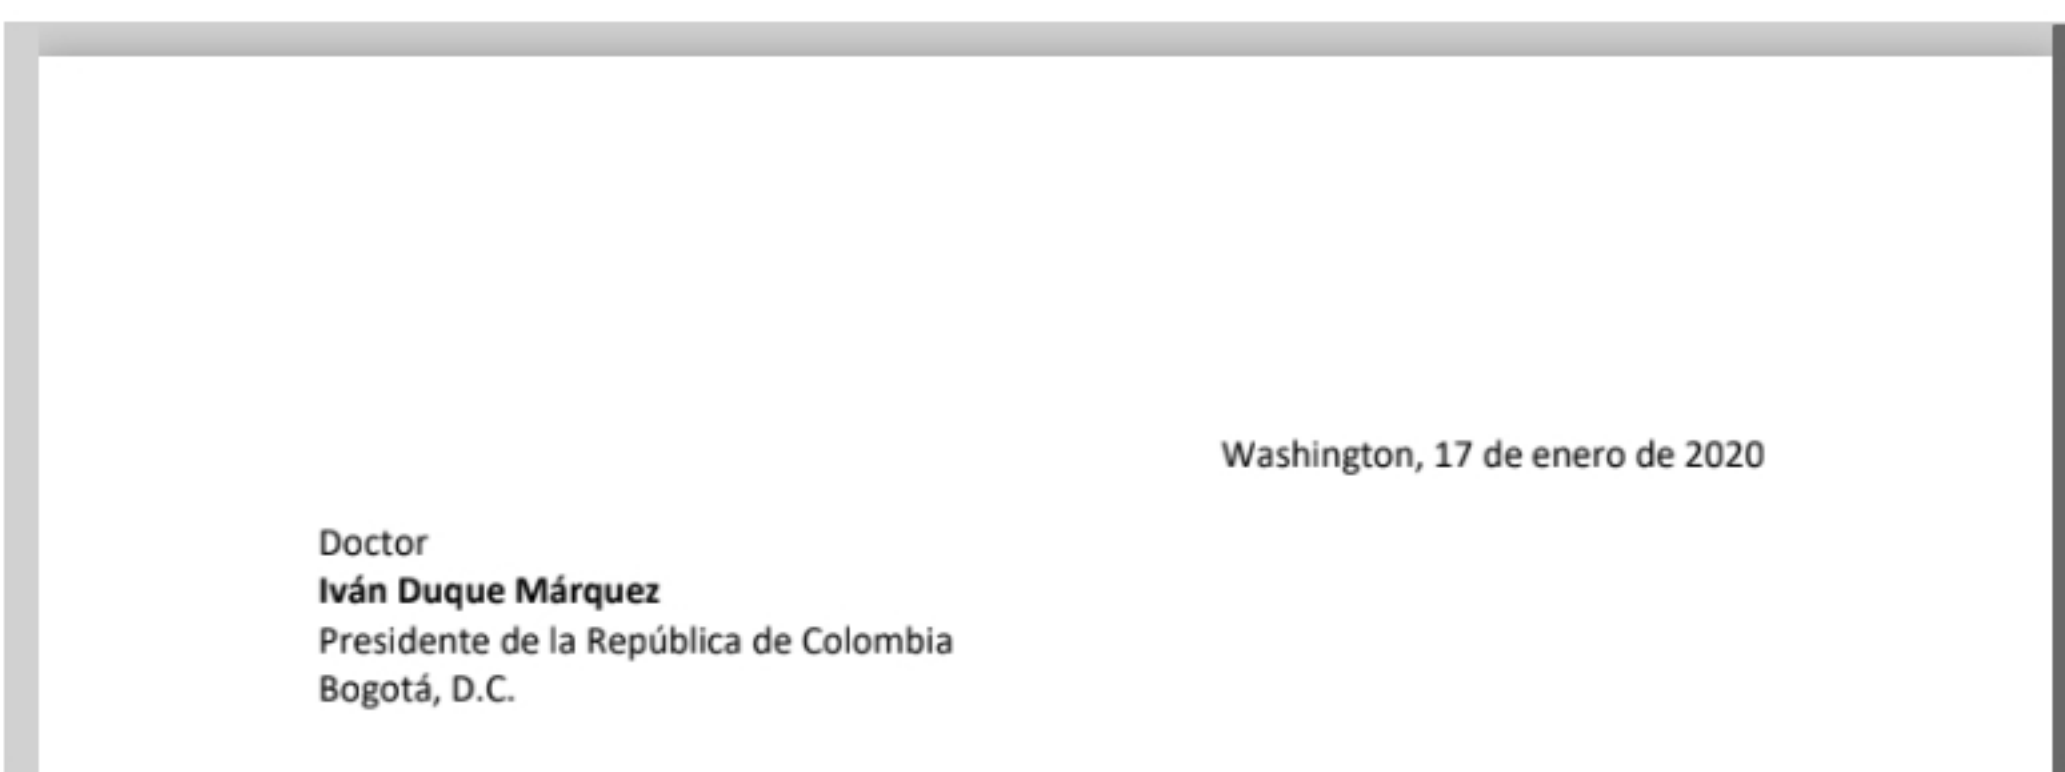 Washington, 17 de enero de 2020
Doctor
Iván Duque Márquez
Presidente de la República de Colombia
Bogotá, D.C.